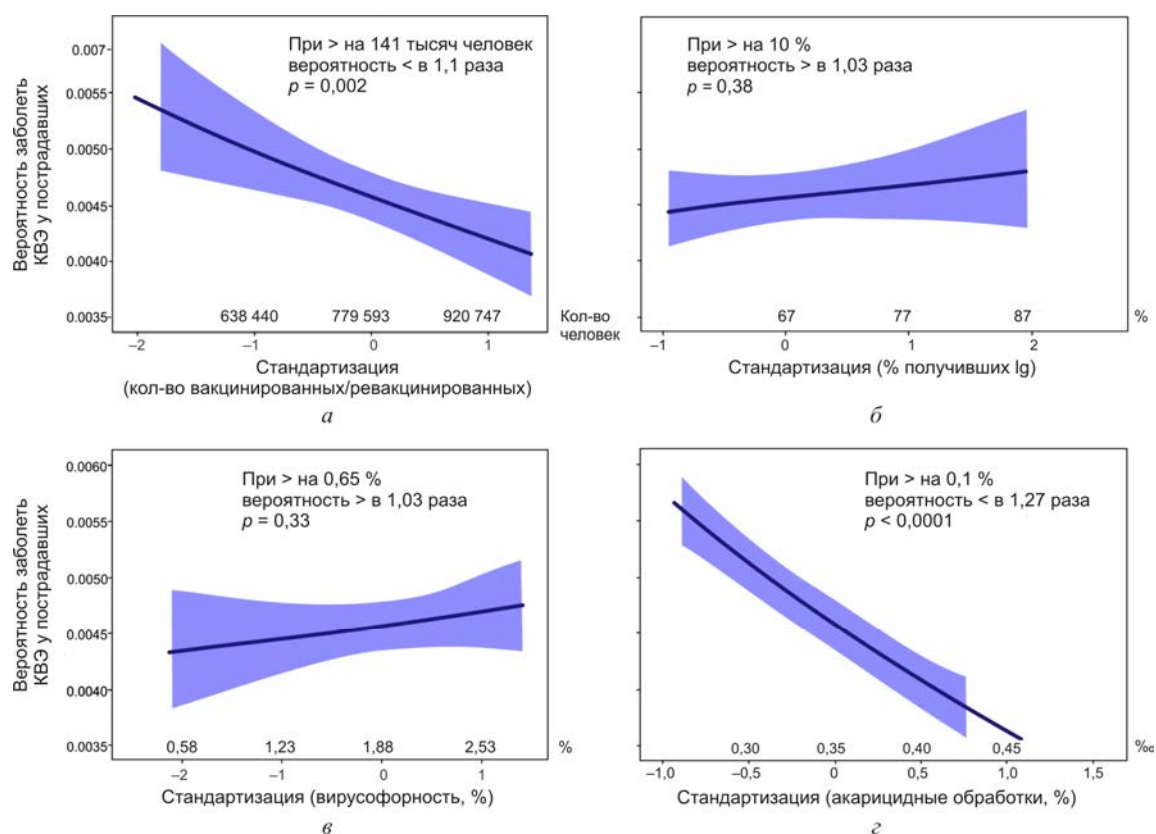 Вероятность заболеть
КВЭ у пострадавших
0.007
0.0055
0.0050
0.0045
0.0040
0.0035
При > на 141 тысяч человек
вероятность < в 1,1 раза
p = 0,002
638 440 779 593 920 747
Кол-во
человек
–2 –1 0 1
Стандартизация
(кол-во вакцинированных/ревакцинированных)
а
При > на 10 %
вероятность > в 1,03 раза
p = 0,38
67 77 87 %
–1 0 1 2
Стандартизация (% получивших Ig)
б
Вероятность заболеть
КВЭ у пострадавших
0.0060
0.0055
0.0050
0.0045
0.0040
0.0035
При > на 0,65 %
вероятность > в 1,03 раза
p = 0,33
0,58 1,23 1,88 2,53 %
–2 –1 0 1
Стандартизация (вирусофорность, %)
в
При > на 0,1 %
вероятность < в 1,27 раза
p < 0,0001
0,30 0,35 0,40 0,45 ‰
–1,0 –0,5 0 0,5 1,0 1,5
Стандартизация (акарицидные обработки, %)
г